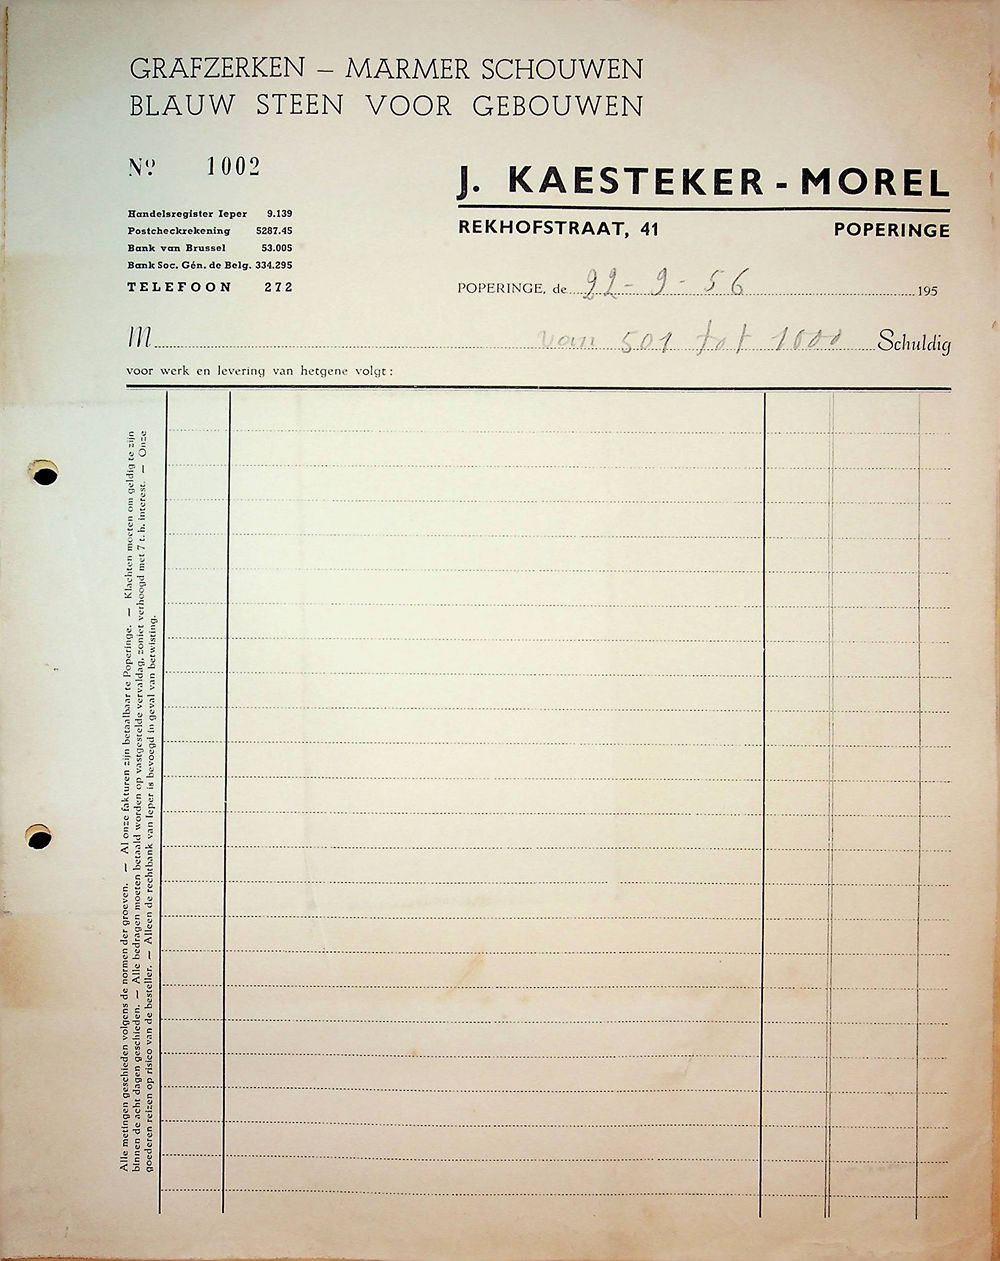 GRAFZERKEN – MARMER SCHOUWEN
BLAUW STEEN VOOR GEBOUWEN
Nº 1002
J. KAESTEKER - MOREL
Handelsregister Ieper 9.139
Postcheckrekening 5287.45
Bank van Brussel 53.005
Bank Soc. Gén. de Belg. 334.295
TELEFOON 272
REKHOFSTRAAT, 41 POPERINGE
POPERINGE, de 22-9-56 195
M van 501 tot 1000 Schuldig
voor werk en levering van hetgene volgt :
Alle metingen geschieden volgens de normen der groeven. — Al onze fakturen zijn betaalbaar te Poperinge. — Klachten moeten om geldig te zijn
binnen de acht dagen geschieden. — Alle bedragen moeten betaald worden op vastgestelde vervaldag, zoniet verhoogd met 7 t. h. interest. — Onze
goederen reizen op risico van de besteller. — Alleen de rechtbank van Ieper is bevoegd in geval van betwisting.